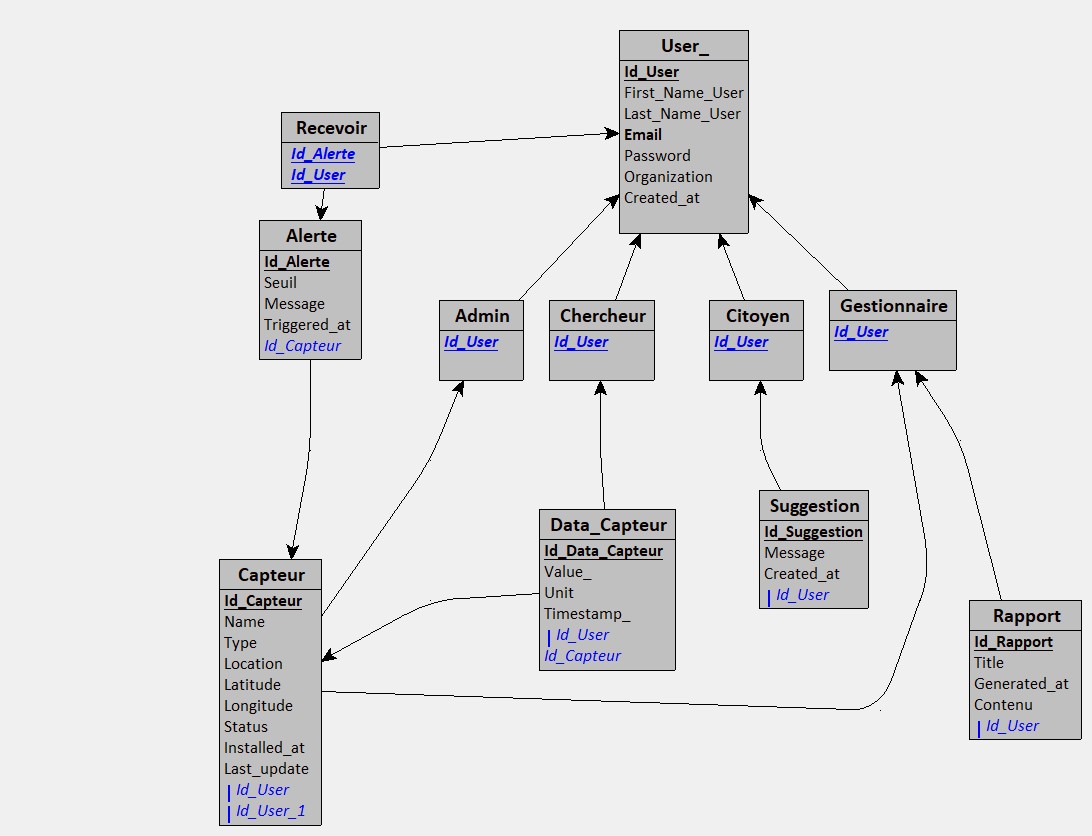 User_
Id_User
First_Name_User
Last_Name_User
Email
Password
Organization
Created_at
Recevoir
Id_Alerte
Id_User
Alerte
Id_Alerte
Seuil
Message
Triggered_at
Id_Capteur
Admin
Id_User
Chercheur
Id_User
Citoyen
Id_User
Gestionnaire
Id_User
Data_Capteur
Id_Data_Capteur
Value_
Unit
Timestamp_
Id_User
Id_Capteur
Suggestion
Id_Suggestion
Message
Created_at
Id_User
Capteur
Id_Capteur
Name
Type
Location
Latitude
Longitude
Status
Installed_at
Last_update
Id_User
Id_User_1
Rapport
Id_Rapport
Title
Generated_at
Contenu
Id_User